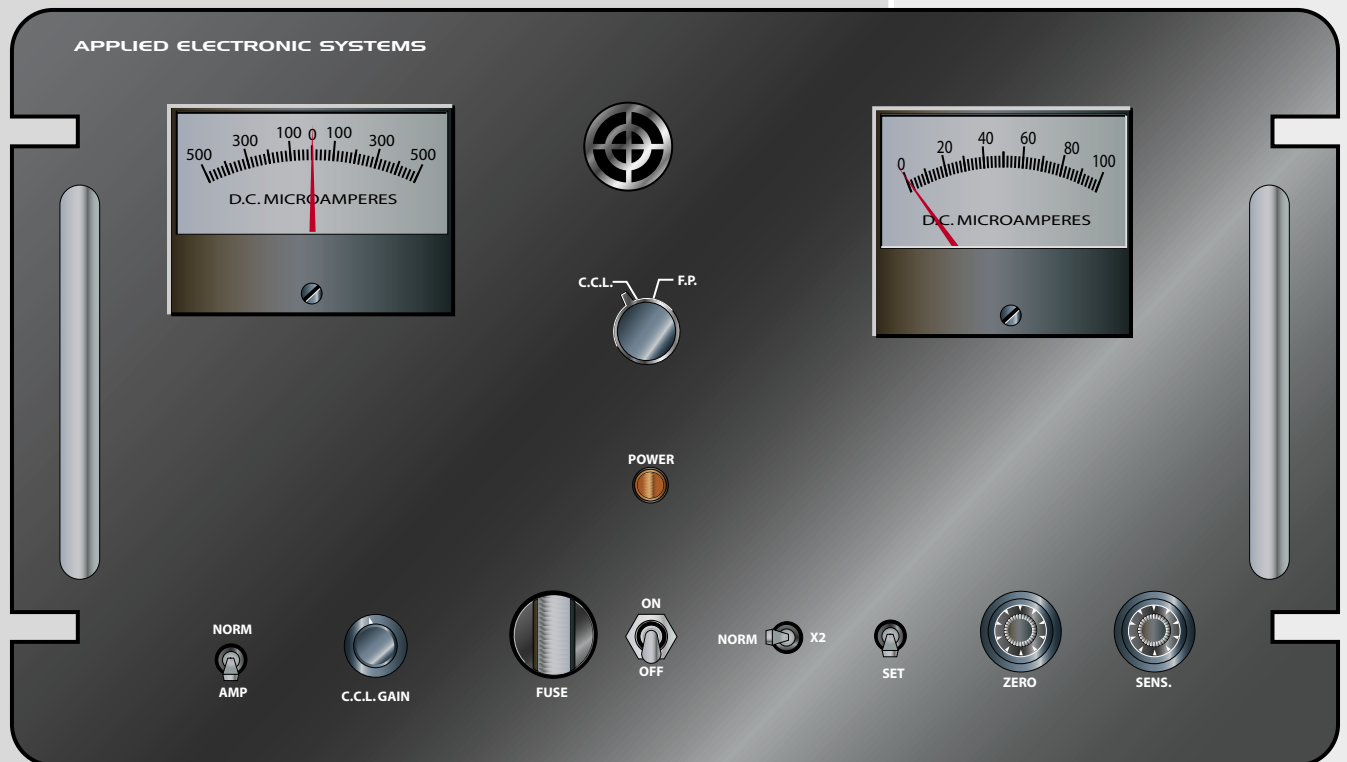 APPLIED ELECTRONIC SYSTEMS
500 300 100 0 100 300 500
D.C. MICROAMPERES
0 20 40 60 80 100
D.C. MICROAMPERES
C.C.L. F.P.
POWER
NORM
AMP
C.C.L. GAIN
FUSE
ON
OFF
NORM X2
SET
ZERO
SENS.